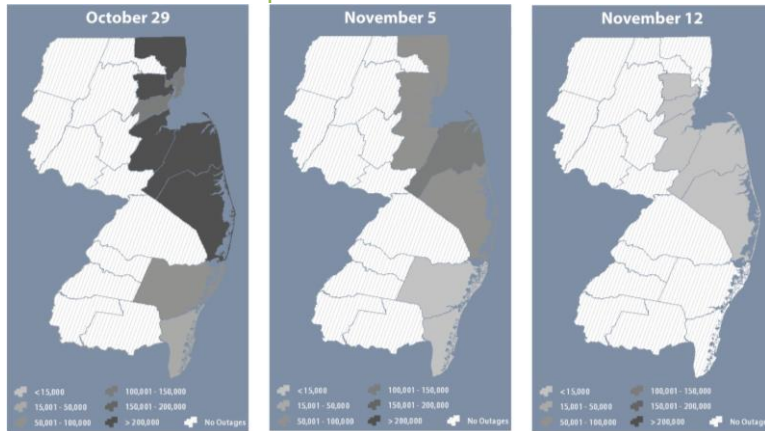 October 29
<15,000
15,001 - 50,000
50,001 - 100,000
100,001 - 150,000
150,001 - 200,000
> 200,000
No Outages
November 5
<15,000
15,001 - 50,000
50,001 - 100,000
100,001 - 150,000
150,001 - 200,000
> 200,000
No Outages
November 12
<15,000
15,001 - 50,000
50,001 - 100,000
100,001 - 150,000
150,001 - 200,000
> 200,000
No Outages